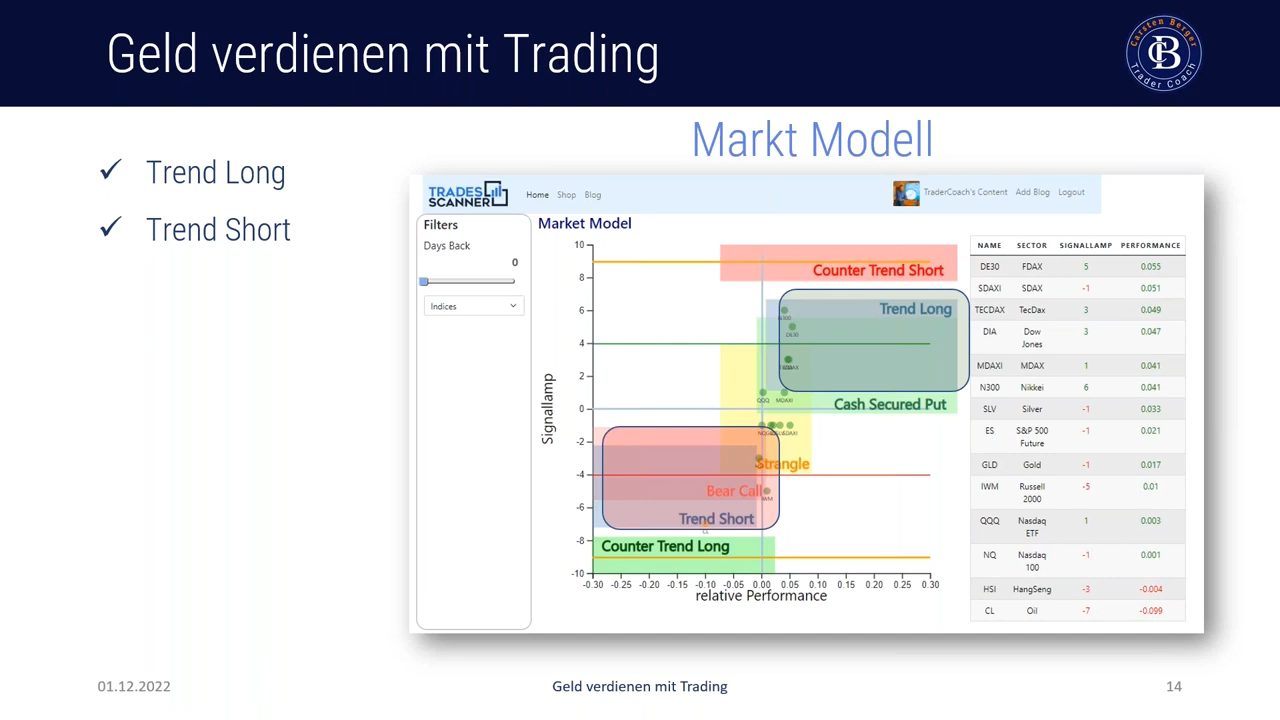 Geld verdienen mit Trading
Carsten Berger
CB
Trader Coach
Markt Modell
✓ Trend Long
✓ Trend Short
TRADES SCANNER
Home Shop Blog
TraderCoach's Content Add Blog Logout
Filters
Days Back
0
Indices
Market Model
Signallamp
10
8
6
4
2
0
-2
-4
-6
-8
-10
Counter Trend Short
Trend Long
N300
DE30
Cash Secured Put
QQQ MDAXI
Strangle
Bear Call
IWM
Trend Short
Counter Trend Long
-0.30 -0.25 -0.20 -0.15 -0.10 -0.05 0.00 0.05 0.10 0.15 0.20 0.25 0.30
relative Performance
NAME SECTOR SIGNALLAMP PERFORMANCE
DE30 FDAX 5 0.055
SDAXI SDAX -1 0.051
TECDAX TecDax 3 0.049
DIA Dow Jones 3 0.047
MDAXI MDAX 1 0.041
N300 Nikkei 6 0.041
SLV Silver -1 0.033
ES S&P 500 Future -1 0.021
GLD Gold -1 0.017
IWM Russell 2000 -5 0.01
QQQ Nasdaq ETF 1 0.003
NQ Nasdaq 100 -1 0.001
HSI HangSeng -3 -0.004
CL Oil -7 -0.099
01.12.2022
Geld verdienen mit Trading
14